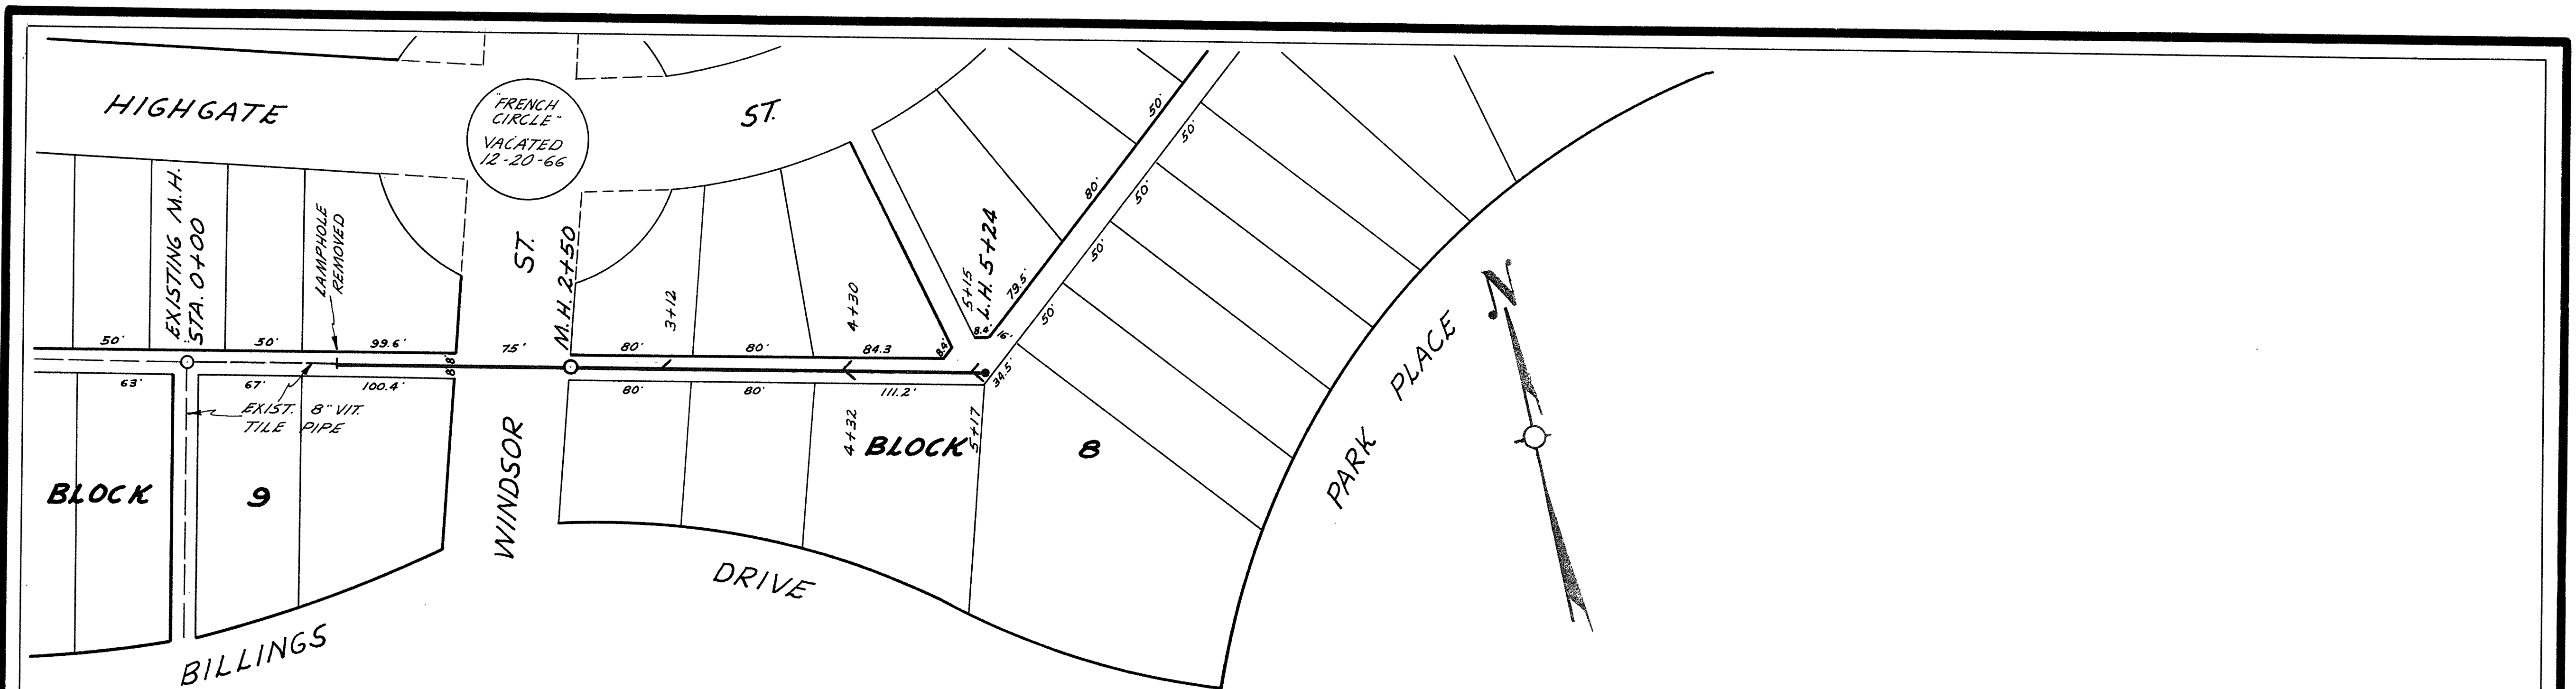 HIGHGATE
ST.
"FRENCH
CIRCLE"
VACATED
12-20-66
EXISTING M.H.
STA. 0+00
LAMPHOLE
REMOVED
ST.
M.H. 2+50
3+12
4+30
5+15
L.H. 5+24
50'
80'
79.5'
50'
50'
50'
50'
50'
50'
50'
99.6'
75'
80'
80'
84.3
8.4'
8.4'
16'
8.8'
63'
67'
100.4'
80'
80'
111.2'
34.5'
EXIST. 8" VIT.
TILE PIPE
4+32
5+17
BLOCK 9
WINDSOR
BLOCK 8
PARK PLACE
N
BILLINGS
DRIVE